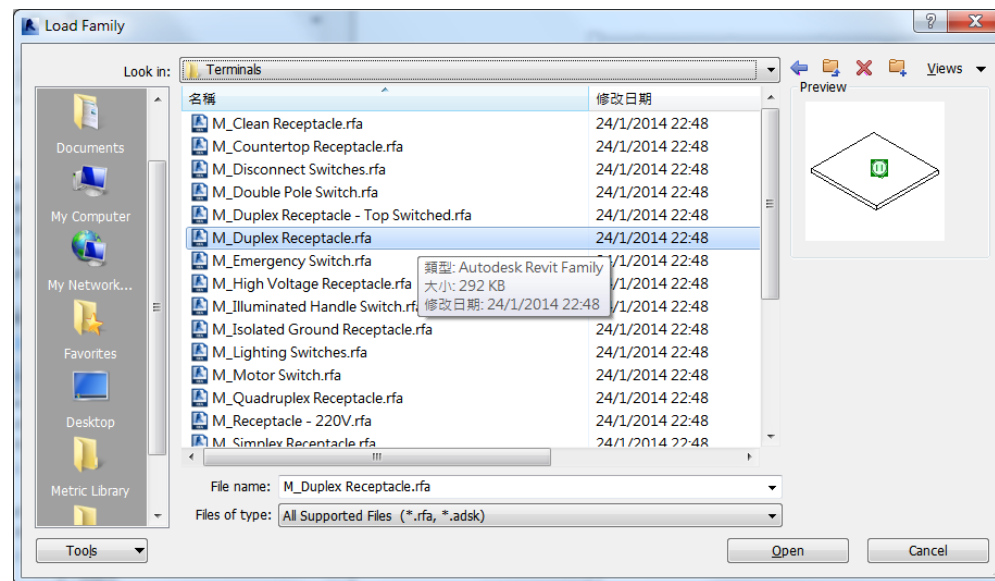 Load Family
Look in: Terminals Views
Preview
名稱 修改日期
M_Clean Receptacle.rfa 24/1/2014 22:48
M_Countertop Receptacle.rfa 24/1/2014 22:48
M_Disconnect Switches.rfa 24/1/2014 22:48
M_Double Pole Switch.rfa 24/1/2014 22:48
M_Duplex Receptacle - Top Switched.rfa 24/1/2014 22:48
M_Duplex Receptacle.rfa 24/1/2014 22:48
M_Emergency Switch.rfa /1/2014 22:48
M_High Voltage Receptacle.rfa /1/2014 22:48
M_Illuminated Handle Switch.rfa /1/2014 22:48
M_Isolated Ground Receptacle.rfa 24/1/2014 22:48
M_Lighting Switches.rfa 24/1/2014 22:48
M_Motor Switch.rfa 24/1/2014 22:48
M_Quadruplex Receptacle.rfa 24/1/2014 22:48
M_Receptacle - 220V.rfa 24/1/2014 22:48
M_Simplex Receptacle.rfa 24/1/2014 22:48
類型: Autodesk Revit Family
大小: 292 KB
修改日期: 24/1/2014 22:48
Documents
My Computer
My Network...
Favorites
Desktop
Metric Library
File name: M_Duplex Receptacle.rfa
Files of type: All Supported Files (*.rfa, *.adsk)
Tools Open Cancel